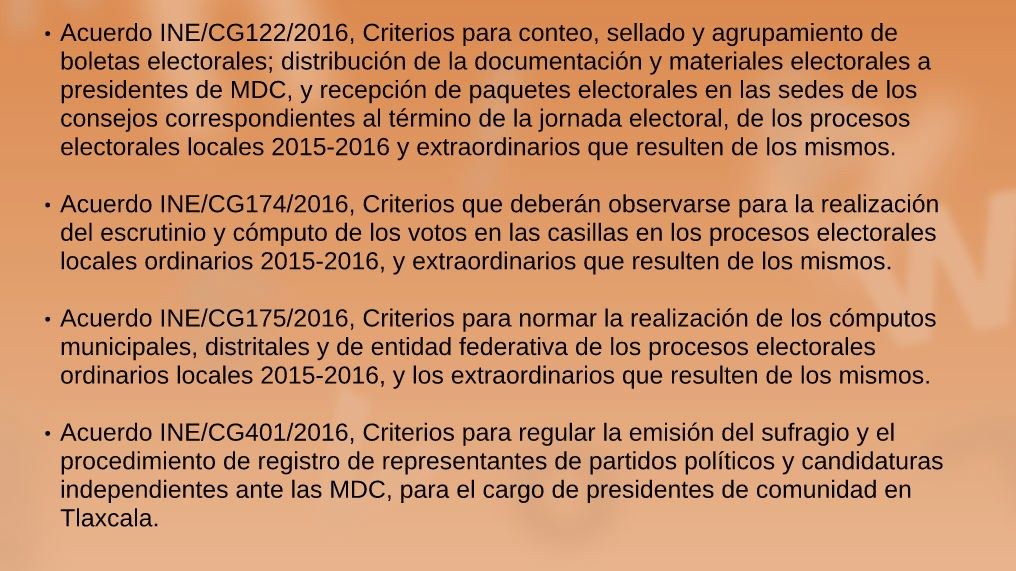 • Acuerdo INE/CG122/2016, Criterios para conteo, sellado y agrupamiento de
boletas electorales; distribución de la documentación y materiales electorales a
presidentes de MDC, y recepción de paquetes electorales en las sedes de los
consejos correspondientes al término de la jornada electoral, de los procesos
electorales locales 2015-2016 y extraordinarios que resulten de los mismos.
• Acuerdo INE/CG174/2016, Criterios que deberán observarse para la realización
del escrutinio y cómputo de los votos en las casillas en los procesos electorales
locales ordinarios 2015-2016, y extraordinarios que resulten de los mismos.
• Acuerdo INE/CG175/2016, Criterios para normar la realización de los cómputos
municipales, distritales y de entidad federativa de los procesos electorales
ordinarios locales 2015-2016, y los extraordinarios que resulten de los mismos.
• Acuerdo INE/CG401/2016, Criterios para regular la emisión del sufragio y el
procedimiento de registro de representantes de partidos políticos y candidaturas
independientes ante las MDC, para el cargo de presidentes de comunidad en
Tlaxcala.